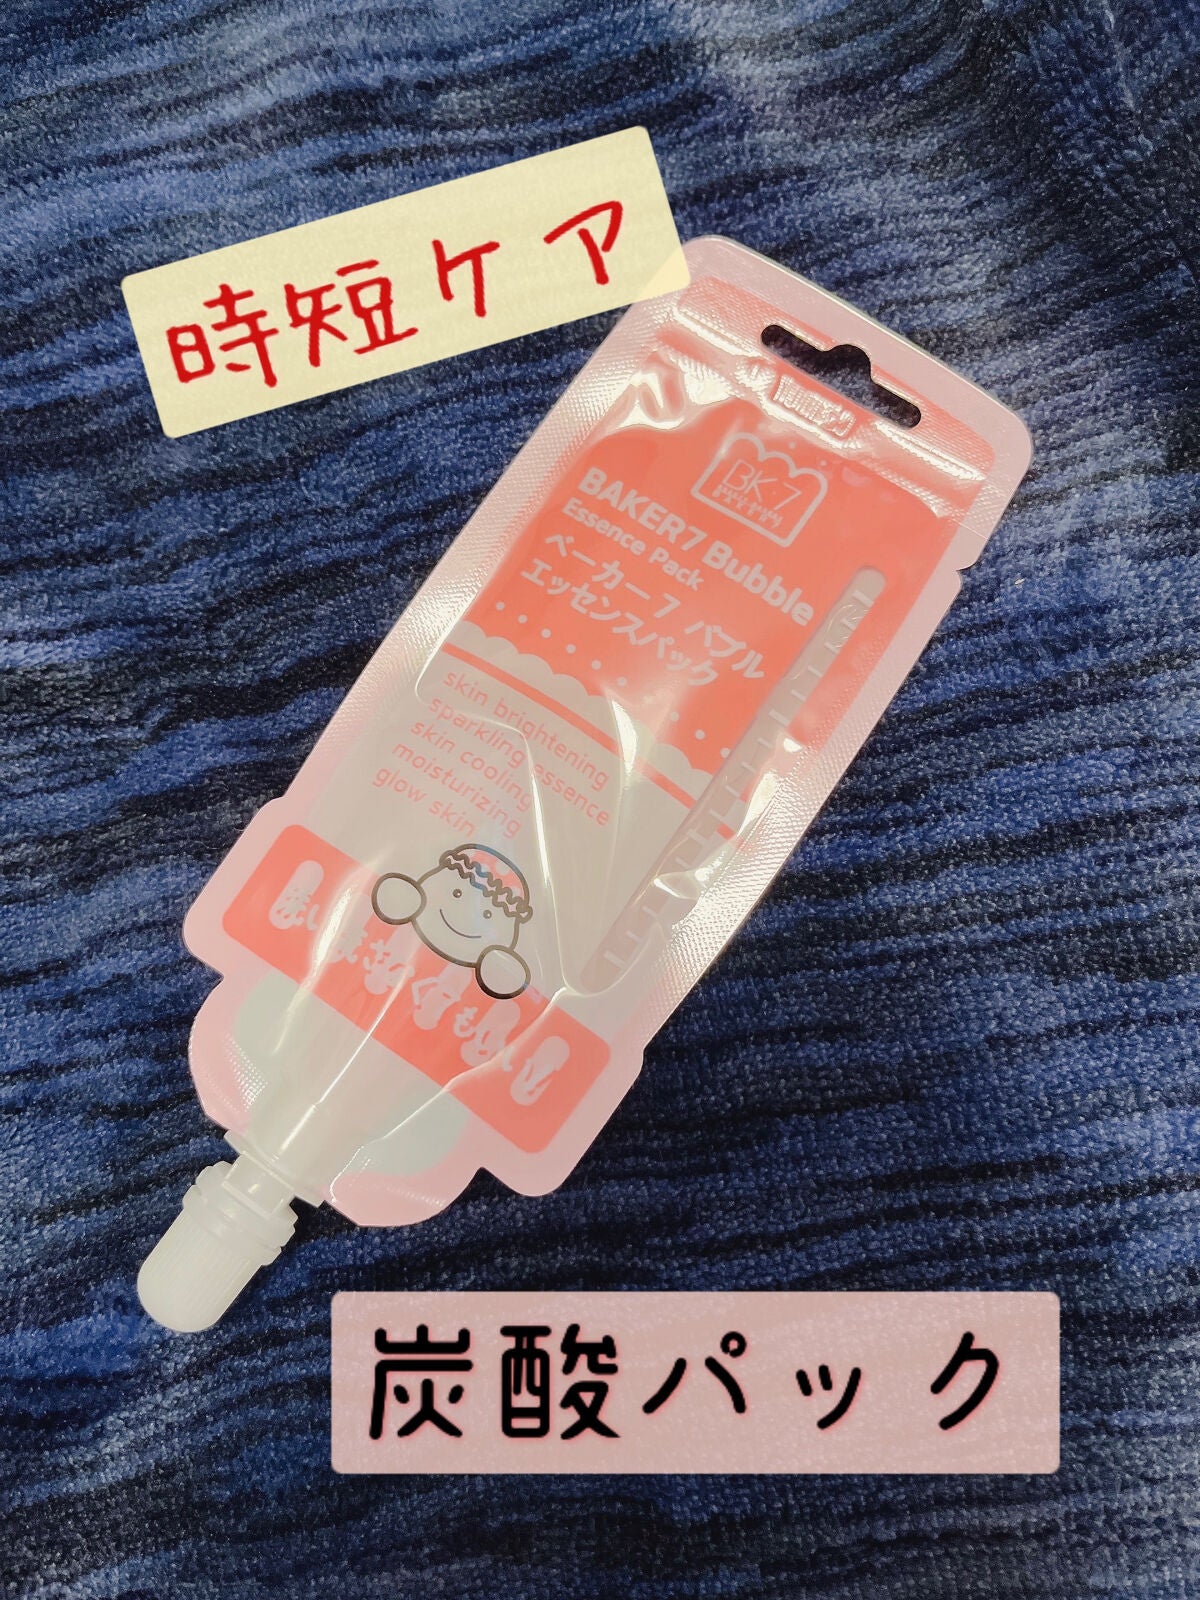 時短ケア
BK・7
BAKER7 Bubble
Essence Pack
ベーカー7 バブル
エッセンスパック
skin brightening
sparkling essence
skin cooling
moisturizing
glow skin
炭酸パック